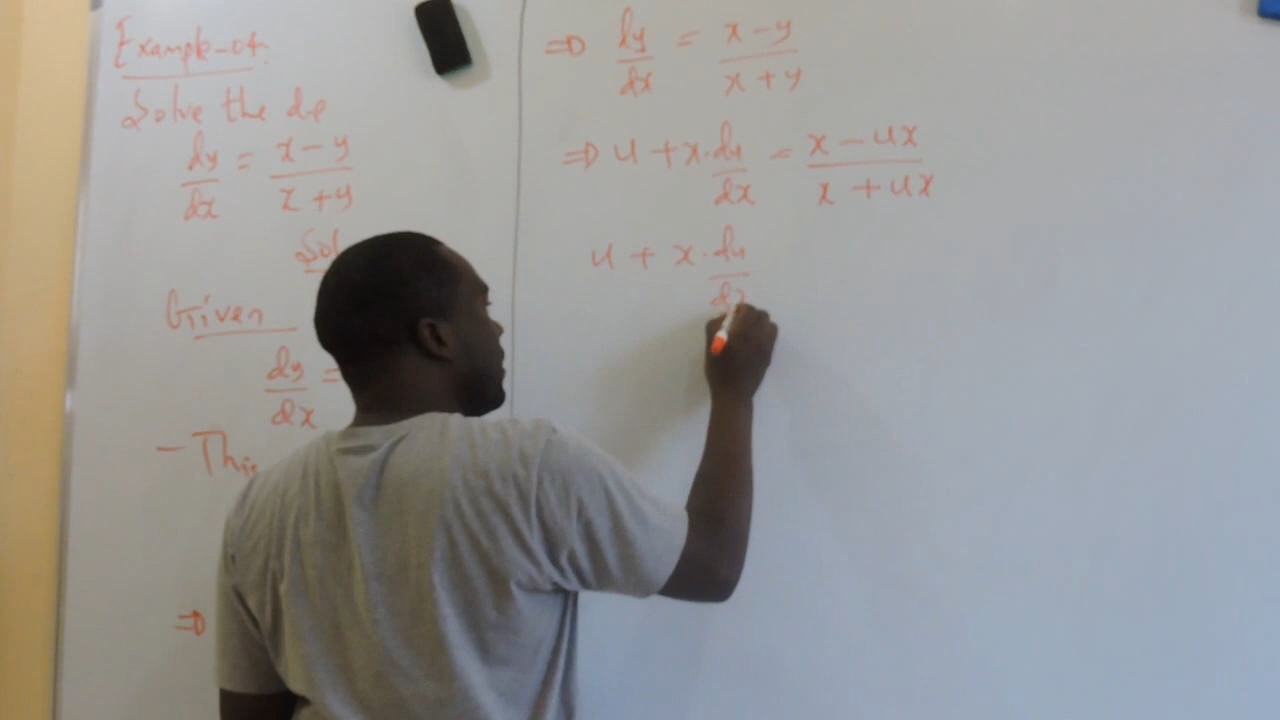 Example-04:
Solve the de
dy/dx = x-y/x+y
Sol
Given
dy/dx =
- This
⇒
⇒ dy/dx = x-y/x+y
⇒ u + x·du/dx = x-ux/x+ux
u + x·du/dx